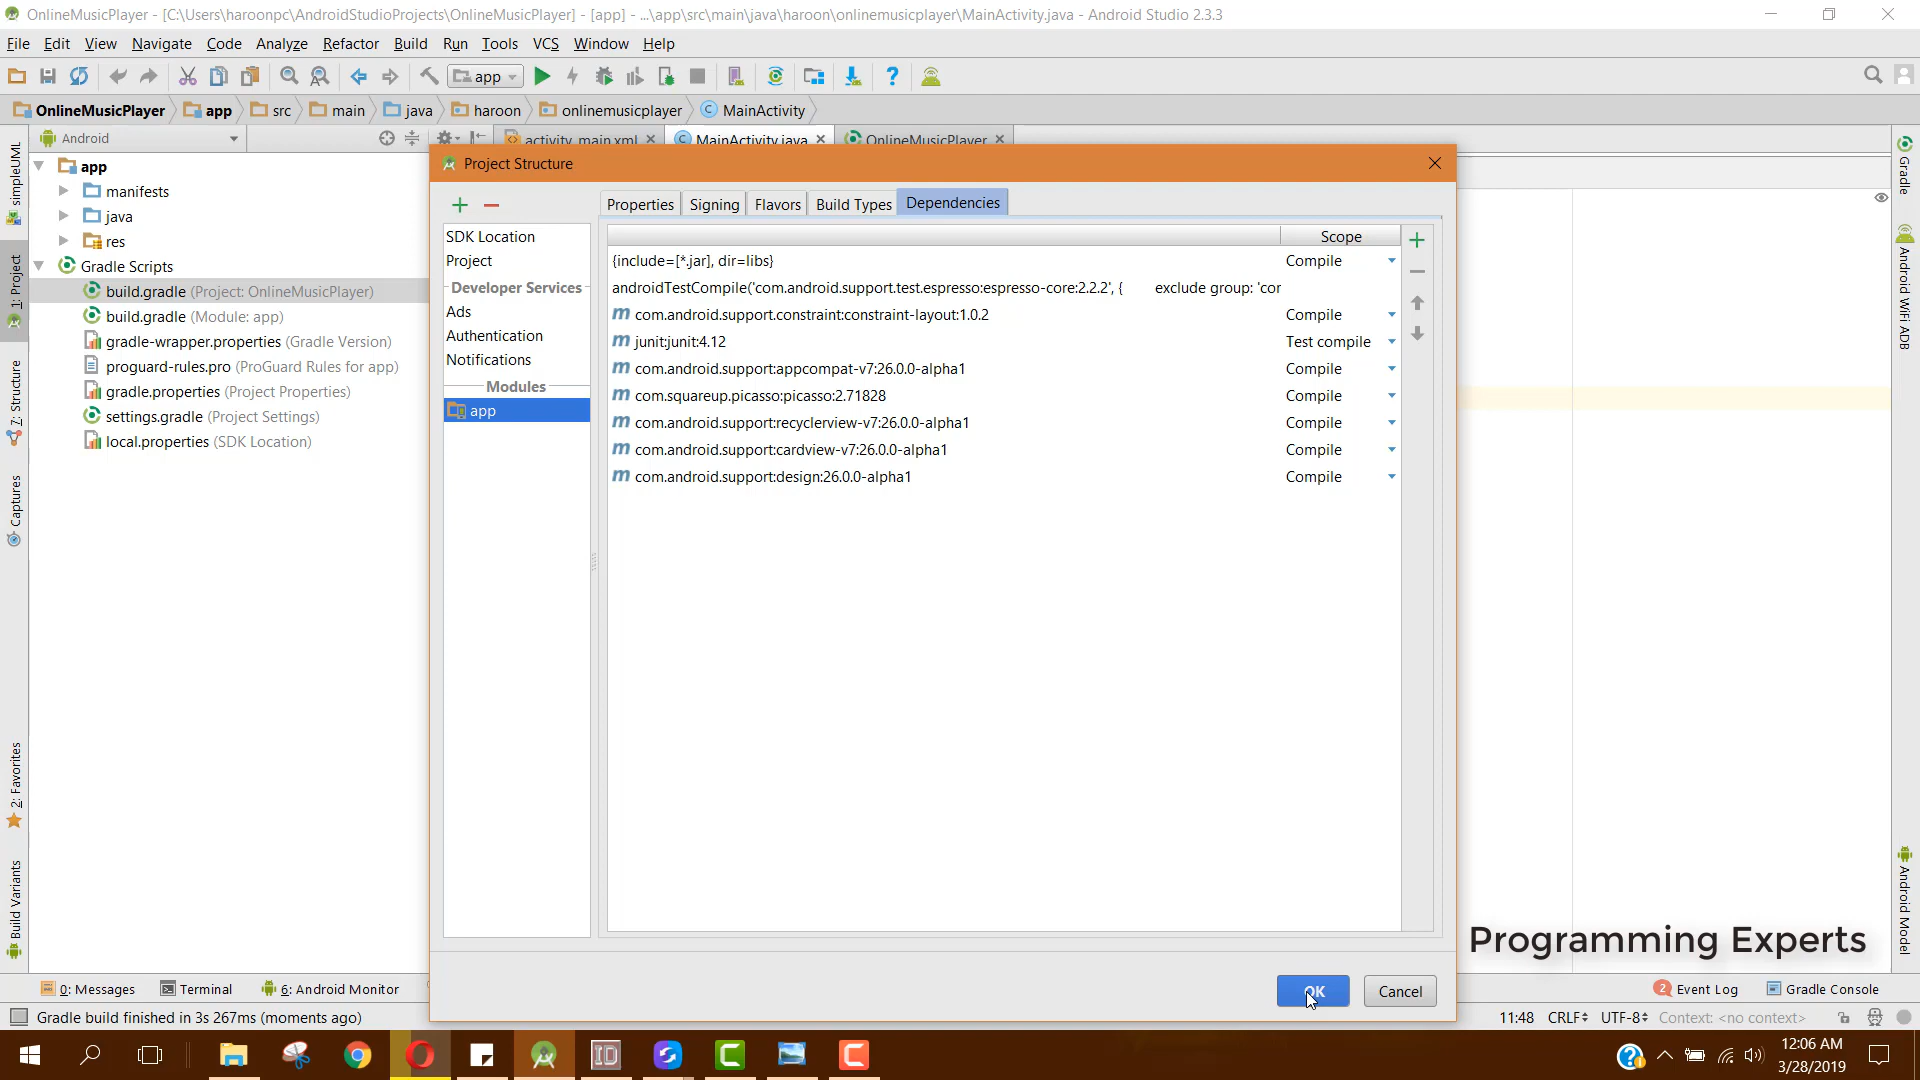 OnlineMusicPlayer - [C:\Users\haroonpc\AndroidStudioProjects\OnlineMusicPlayer] - [app] - ...\app\src\main\java\haroon\onlinemusicplayer\MainActivity.java - Android Studio 2.3.3
File Edit View Navigate Code Analyze Refactor Build Run Tools VCS Window Help
app
OnlineMusicPlayer app src main java haroon onlinemusicplayer MainActivity
Android activity_main.xml MainActivity.java OnlineMusicPlayer
simpleUML
1: Project
7: Structure
Captures
2: Favorites
Build Variants
app
manifests
java
res
Gradle Scripts
build.gradle (Project: OnlineMusicPlayer)
build.gradle (Module: app)
gradle-wrapper.properties (Gradle Version)
proguard-rules.pro (ProGuard Rules for app)
gradle.properties (Project Properties)
settings.gradle (Project Settings)
local.properties (SDK Location)
Project Structure
SDK Location
Project
Developer Services
Ads
Authentication
Notifications
Modules
app
Properties Signing Flavors Build Types Dependencies
Scope
{include=[*.jar], dir=libs} Compile
androidTestCompile('com.android.support.test.espresso:espresso-core:2.2.2', { exclude group: 'cor
m com.android.support.constraint:constraint-layout:1.0.2 Compile
m junit:junit:4.12 Test compile
m com.android.support:appcompat-v7:26.0.0-alpha1 Compile
m com.squareup.picasso:picasso:2.71828 Compile
m com.android.support:recyclerview-v7:26.0.0-alpha1 Compile
m com.android.support:cardview-v7:26.0.0-alpha1 Compile
m com.android.support:design:26.0.0-alpha1 Compile
OK Cancel
Gradle
Android WiFi ADB
Android Model
Programming Experts
0: Messages Terminal 6: Android Monitor 2 Event Log Gradle Console
Gradle build finished in 3s 267ms (moments ago) 11:48 CRLF UTF-8 Context: <no context>
12:06 AM
3/28/2019